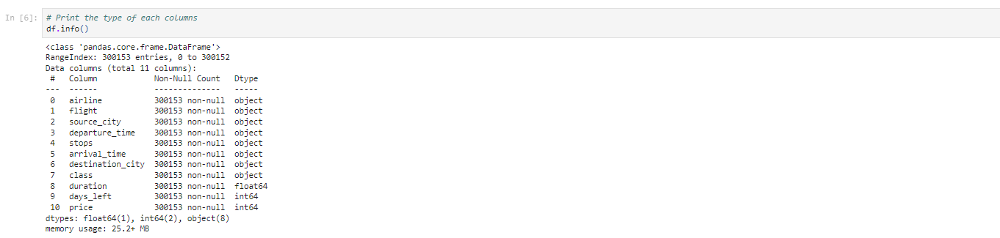 In [6]: # Print the type of each columns
df.info()
<class 'pandas.core.frame.DataFrame'>
RangeIndex: 300153 entries, 0 to 300152
Data columns (total 11 columns):
 #   Column            Non-Null Count   Dtype
---  ------            --------------   -----
 0   airline           300153 non-null  object
 1   flight            300153 non-null  object
 2   source_city       300153 non-null  object
 3   departure_time    300153 non-null  object
 4   stops             300153 non-null  object
 5   arrival_time      300153 non-null  object
 6   destination_city  300153 non-null  object
 7   class             300153 non-null  object
 8   duration          300153 non-null  float64
 9   days_left         300153 non-null  int64
 10  price             300153 non-null  int64
dtypes: float64(1), int64(2), object(8)
memory usage: 25.2+ MB